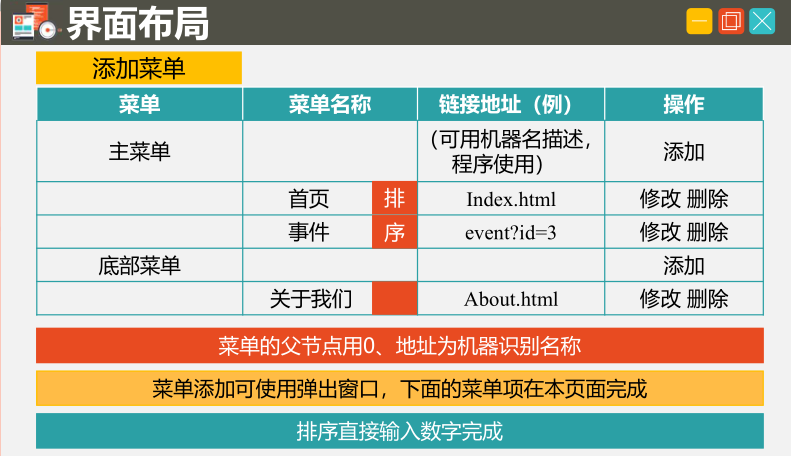 界面布局
添加菜单
菜单 菜单名称 链接地址（例） 操作
主菜单 （可用机器名描述，程序使用） 添加
首页 排 Index.html 修改 删除
事件 序 event?id=3 修改 删除
底部菜单 添加
关于我们 About.html 修改 删除
菜单的父节点用0、地址为机器识别名称
菜单添加可使用弹出窗口，下面的菜单项在本页面完成
排序直接输入数字完成